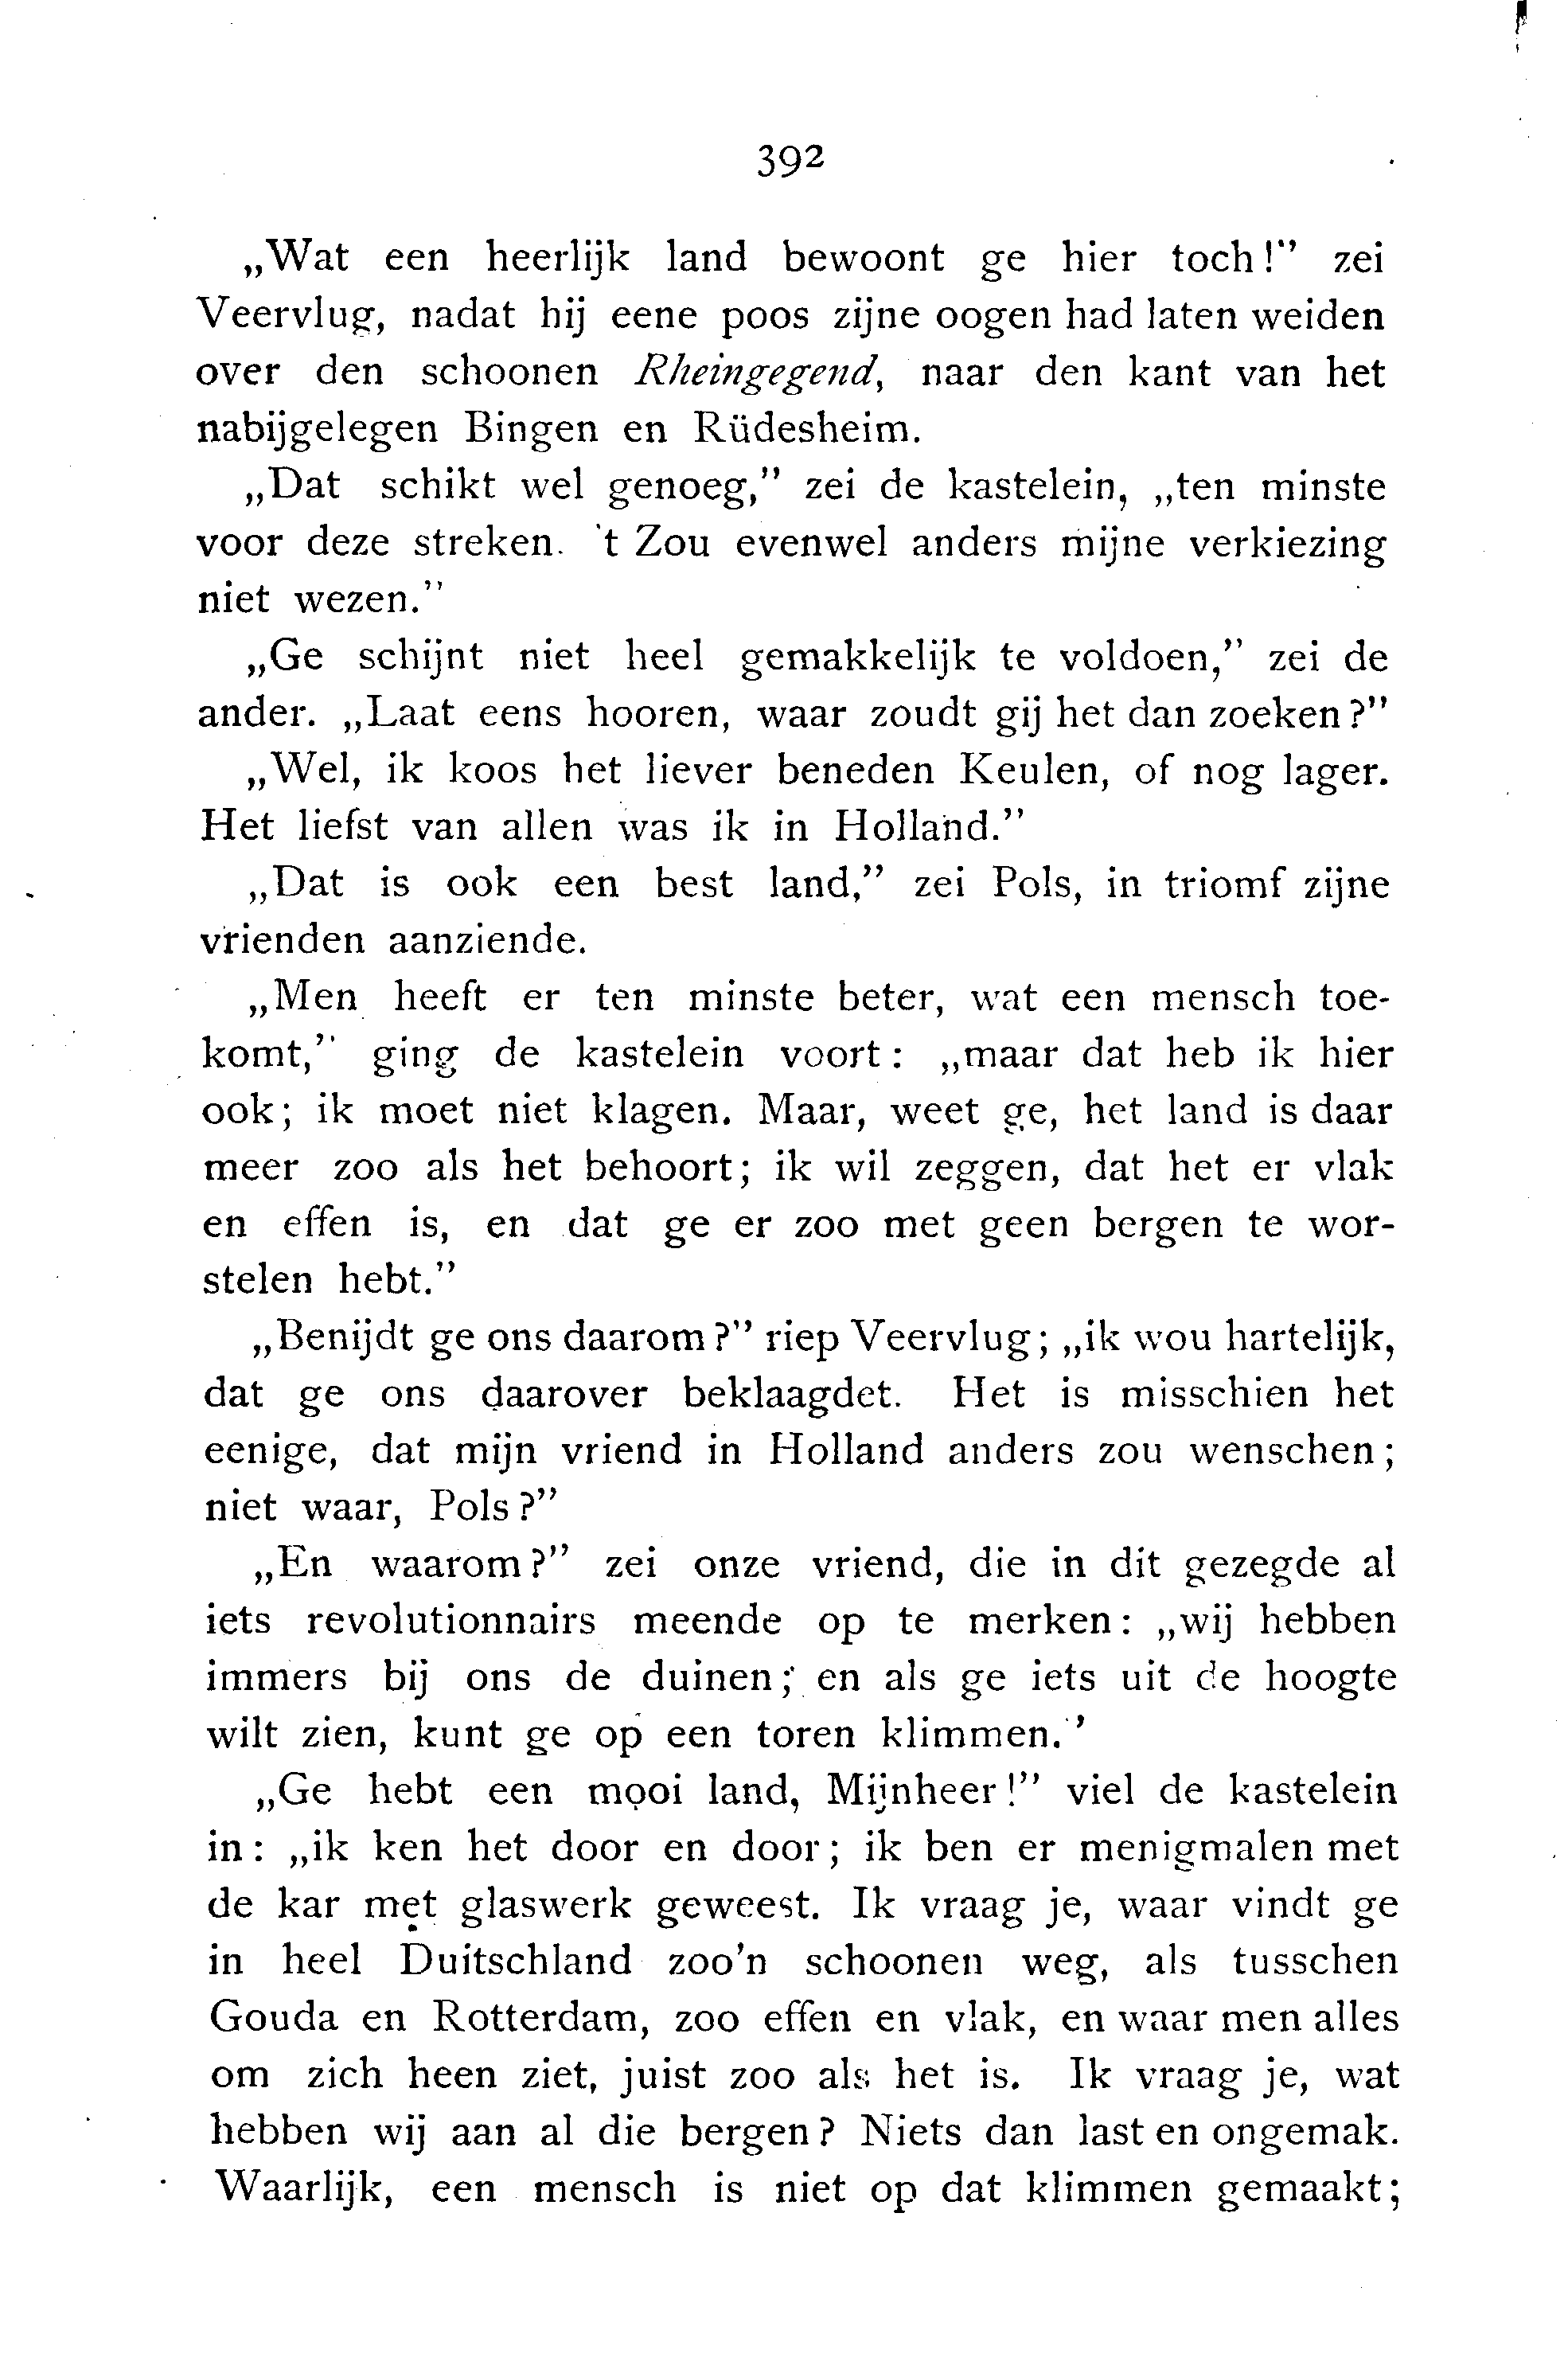 392
„Wat een heerlijk land bewoont ge hier toch!” zei
Veervlug, nadat hij eene poos zijne oogen had laten weiden
over den schoonen Rheingegend, naar den kant van het
nabijgelegen Bingen en Rüdesheim.
„Dat schikt wel genoeg,” zei de kastelein, „ten minste
voor deze streken. 't Zou evenwel anders mijne verkiezing
niet wezen.”
„Ge schijnt niet heel gemakkelijk te voldoen,” zei de
ander. „Laat eens hooren, waar zoudt gij het dan zoeken?”
„Wel, ik koos het liever beneden Keulen, of nog lager.
Het liefst van allen was ik in Holland.”
„Dat is ook een best land,” zei Pols, in triomf zijne
vrienden aanziende.
„Men heeft er ten minste beter, wat een mensch toe-
komt,” ging de kastelein voort: „maar dat heb ik hier
ook; ik moet niet klagen. Maar, weet ge, het land is daar
meer zoo als het behoort; ik wil zeggen, dat het er vlak
en effen is, en dat ge er zoo met geen bergen te wor-
stelen hebt.”
„Benijdt ge ons daarom?” riep Veervlug; „ik wou hartelijk,
dat ge ons daarover beklaagdet. Het is misschien het
eenige, dat mijn vriend in Holland anders zou wenschen;
niet waar, Pols?”
„En waarom?” zei onze vriend, die in dit gezegde al
iets revolutionnairs meende op te merken: „wij hebben
immers bij ons de duinen; en als ge iets uit de hoogte
wilt zien, kunt ge op een toren klimmen.”
„Ge hebt een mooi land, Mijnheer!” viel de kastelein
in: „ik ken het door en door; ik ben er menigmalen met
de kar met glaswerk geweest. Ik vraag je, waar vindt ge
in heel Duitschland zoo'n schoonen weg, als tusschen
Gouda en Rotterdam, zoo effen en vlak, en waar men alles
om zich heen ziet, juist zoo als het is. Ik vraag je, wat
hebben wij aan al die bergen? Niets dan last en ongemak.
Waarlijk, een mensch is niet op dat klimmen gemaakt;